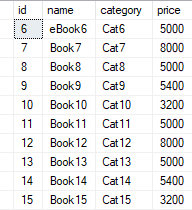 id name category price
6 eBook6 Cat6 5000
7 Book7 Cat7 8000
8 Book8 Cat8 5000
9 Book9 Cat9 5400
10 Book10 Cat10 3200
11 Book11 Cat11 5000
12 Book12 Cat12 8000
13 Book13 Cat13 5000
14 Book14 Cat14 5400
15 Book15 Cat15 3200